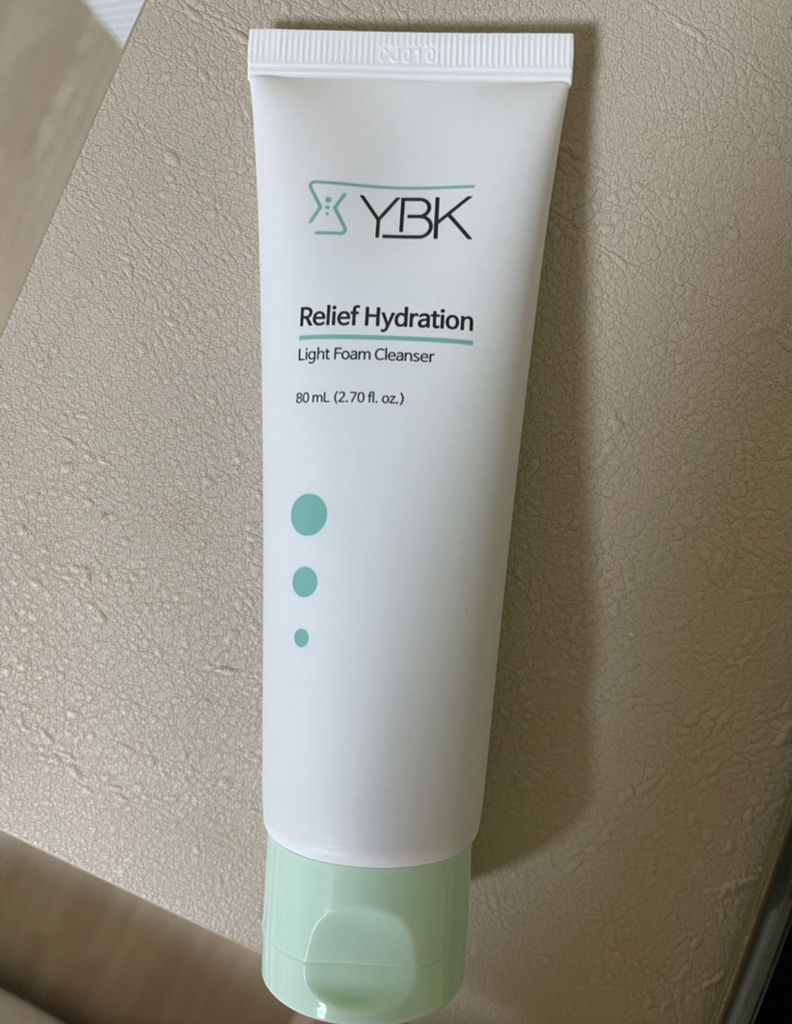 YBK
Relief Hydration
Light Foam Cleanser
80 mL (2.70 fl. oz.)